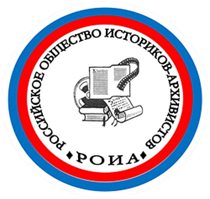 РОССИЙСКОЕ ОБЩЕСТВО ИСТОРИКОВ-АРХИВИСТОВ
РОИА